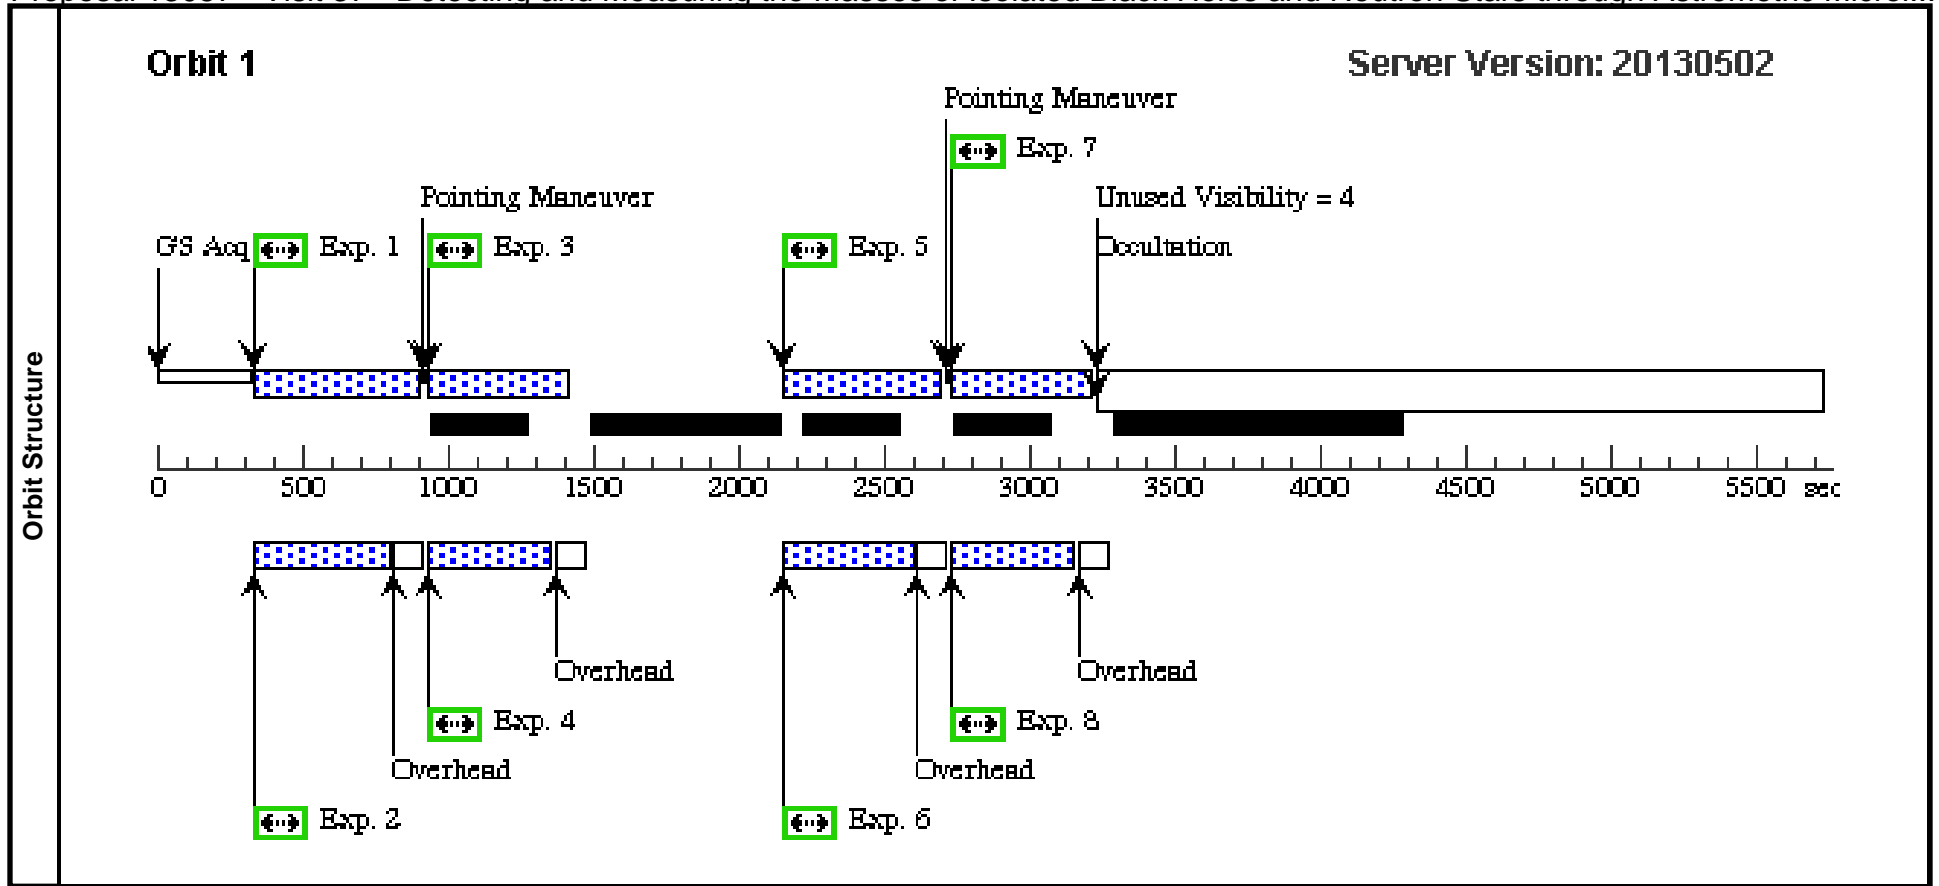 Orbit 1
Server Version: 20130502
Pointing Maneuver
Exp. 7
Pointing Maneuver
Unused Visibility = 4
GS Acq
Exp. 1
Exp. 3
Exp. 5
Occultation
Orbit Structure
0 500 1000 1500 2000 2500 3000 3500 4000 4500 5000 5500 sec
Overhead
Overhead
Exp. 4
Exp. 8
Overhead
Overhead
Exp. 2
Exp. 6